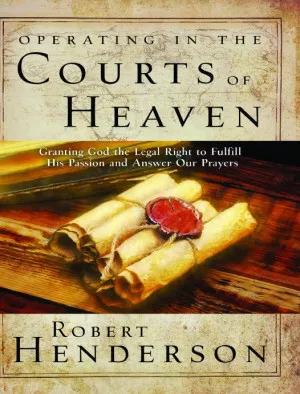 OPERATING IN THE
COURTS OF
HEAVEN
Granting God the Legal Right to Fulfill
His Passion and Answer Our Prayers
ROBERT
HENDERSON